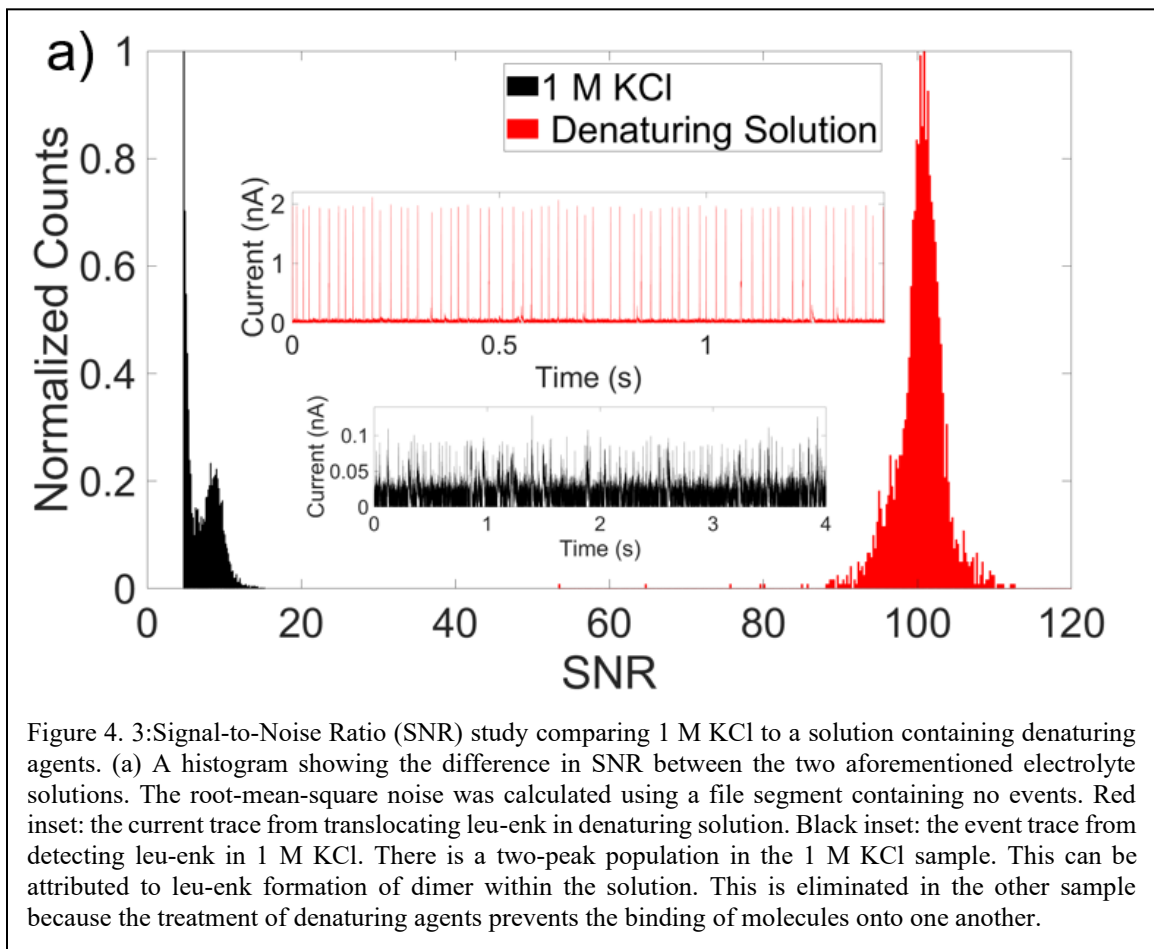 a)
1 M KCl
Denaturing Solution
Normalized Counts
1
0.8
0.6
0.4
0.2
0
Current (nA)
2
1
0
0
0.5
1
Time (s)
Current (nA)
0.1
0.05
0
0
1
2
3
4
Time (s)
0
20
40
60
80
100
120
SNR
Figure 4. 3:Signal-to-Noise Ratio (SNR) study comparing 1 M KCl to a solution containing denaturing
agents. (a) A histogram showing the difference in SNR between the two aforementioned electrolyte
solutions. The root-mean-square noise was calculated using a file segment containing no events. Red
inset: the current trace from translocating leu-enk in denaturing solution. Black inset: the event trace from
detecting leu-enk in 1 M KCl. There is a two-peak population in the 1 M KCl sample. This can be
attributed to leu-enk formation of dimer within the solution. This is eliminated in the other sample
because the treatment of denaturing agents prevents the binding of molecules onto one another.